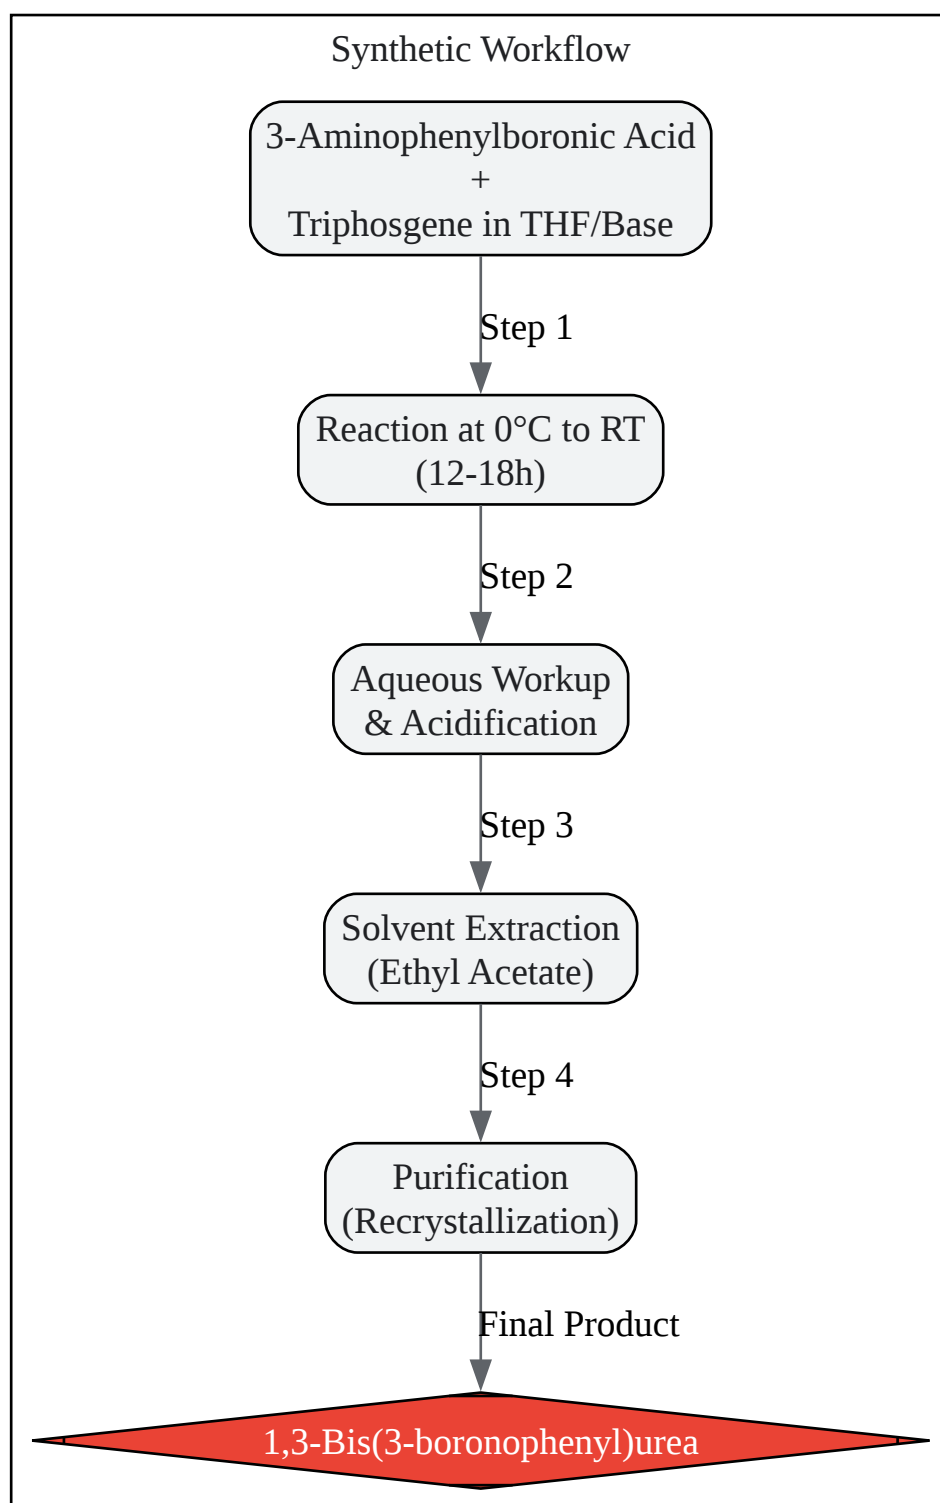 Synthetic Workflow
3-Aminophenylboronic Acid
+
Triphosgene in THF/Base
Step 1
Reaction at 0°C to RT
(12-18h)
Step 2
Aqueous Workup
& Acidification
Step 3
Solvent Extraction
(Ethyl Acetate)
Step 4
Purification
(Recrystallization)
Final Product
1,3-Bis(3-boronophenyl)urea